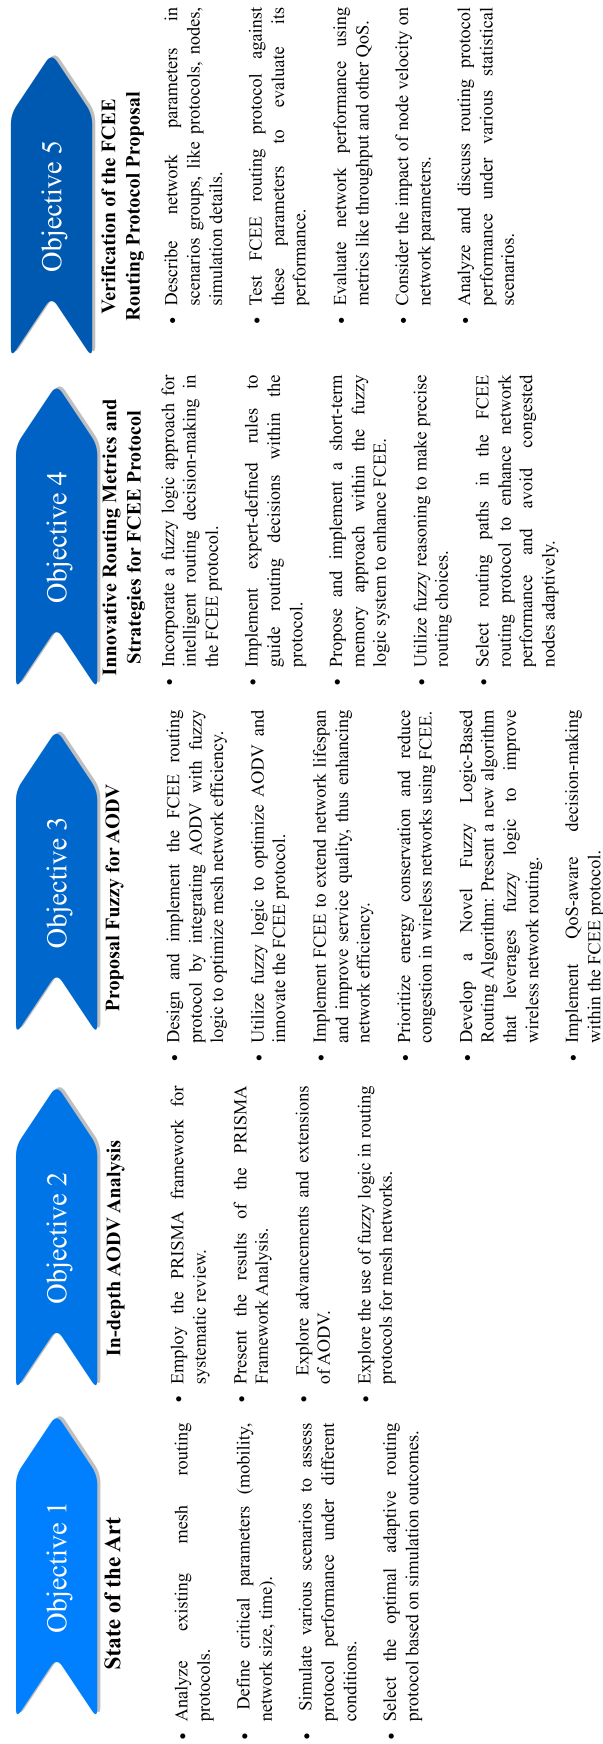 Objective 1
State of the Art
• Analyze existing mesh routing
protocols.
• Define critical parameters (mobility,
network size, time).
• Simulate various scenarios to assess
protocol performance under different
conditions.
• Select the optimal adaptive routing
protocol based on simulation outcomes.
Objective 2
In-depth AODV Analysis
• Employ the PRISMA framework for
systematic review.
• Present the results of the PRISMA
Framework Analysis.
• Explore advancements and extensions
of AODV.
• Explore the use of fuzzy logic in routing
protocols for mesh networks.
Objective 3
Proposal Fuzzy for AODV
• Design and implement the FCEE routing
protocol by integrating AODV with fuzzy
logic to optimize mesh network efficiency.
• Utilize fuzzy logic to optimize AODV and
innovate the FCEE protocol.
• Implement FCEE to extend network lifespan
and improve service quality, thus enhancing
network efficiency.
• Prioritize energy conservation and reduce
congestion in wireless networks using FCEE.
• Develop a Novel Fuzzy Logic-Based
Routing Algorithm: Present a new algorithm
that leverages fuzzy logic to improve
wireless network routing.
• Implement QoS-aware decision-making
within the FCEE protocol.
Objective 4
Innovative Routing Metrics and
Strategies for FCEE Protocol
• Incorporate a fuzzy logic approach for
intelligent routing decision-making in
the FCEE protocol.
• Implement expert-defined rules to
guide routing decisions within the
protocol.
• Propose and implement a short-term
memory approach within the fuzzy
logic system to enhance FCEE.
• Utilize fuzzy reasoning to make precise
routing choices.
• Select routing paths in the FCEE
routing protocol to enhance network
performance and avoid congested
nodes adaptively.
Objective 5
Verification of the FCEE
Routing Protocol Proposal
• Describe network parameters in
scenarios groups, like protocols, nodes,
simulation details.
• Test FCEE routing protocol against
these parameters to evaluate its
performance.
• Evaluate network performance using
metrics like throughput and other QoS.
• Consider the impact of node velocity on
network parameters.
• Analyze and discuss routing protocol
performance under various statistical
scenarios.